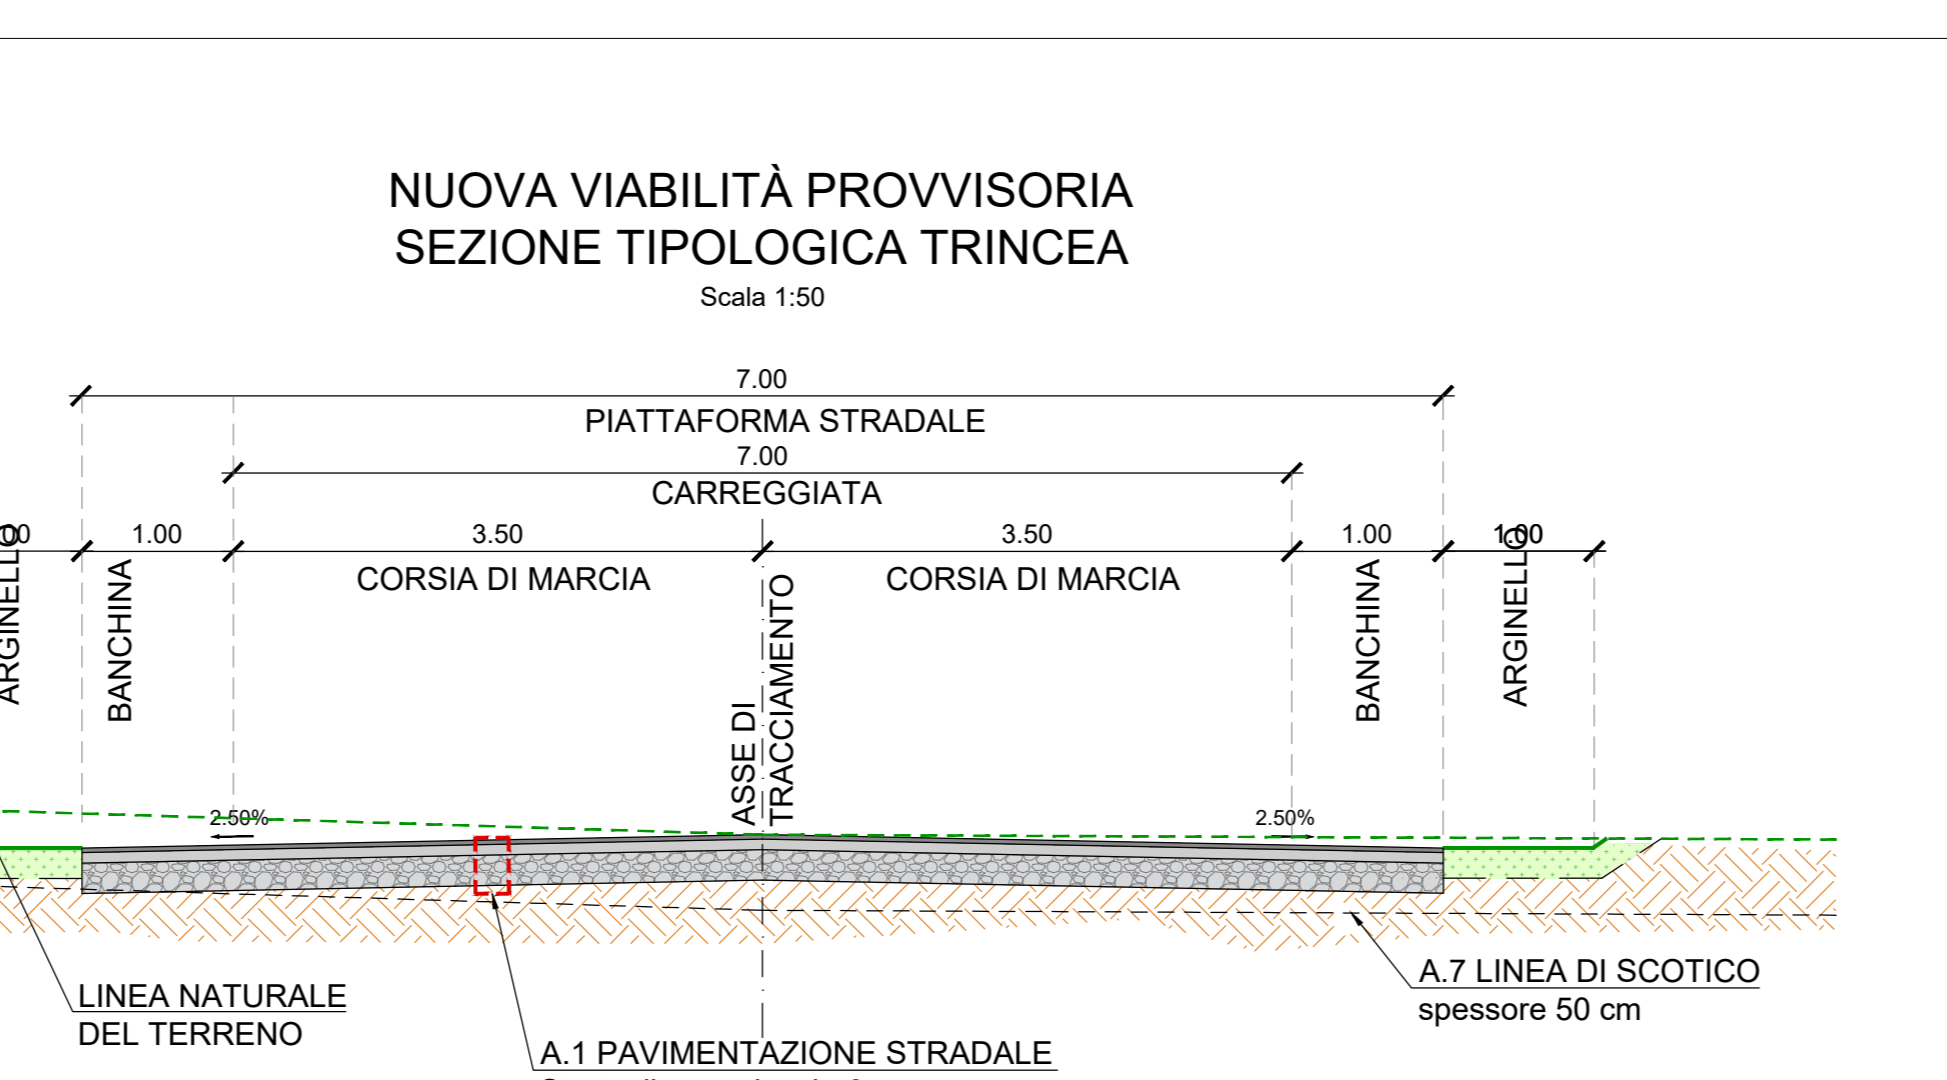 NUOVA VIABILITÀ PROVVISORIA
SEZIONE TIPOLOGICA TRINCEA
Scala 1:50
7.00
PIATTAFORMA STRADALE
7.00
CARREGGIATA
00 1.00 3.50 3.50 1.00 1.00
CORSIA DI MARCIA CORSIA DI MARCIA
ARGINELLO
BANCHINA
ASSE DI
TRACCIAMENTO
BANCHINA
ARGINELLO
2.50% 2.50%
LINEA NATURALE
DEL TERRENO
A.7 LINEA DI SCOTICO
spessore 50 cm
A.1 PAVIMENTAZIONE STRADALE